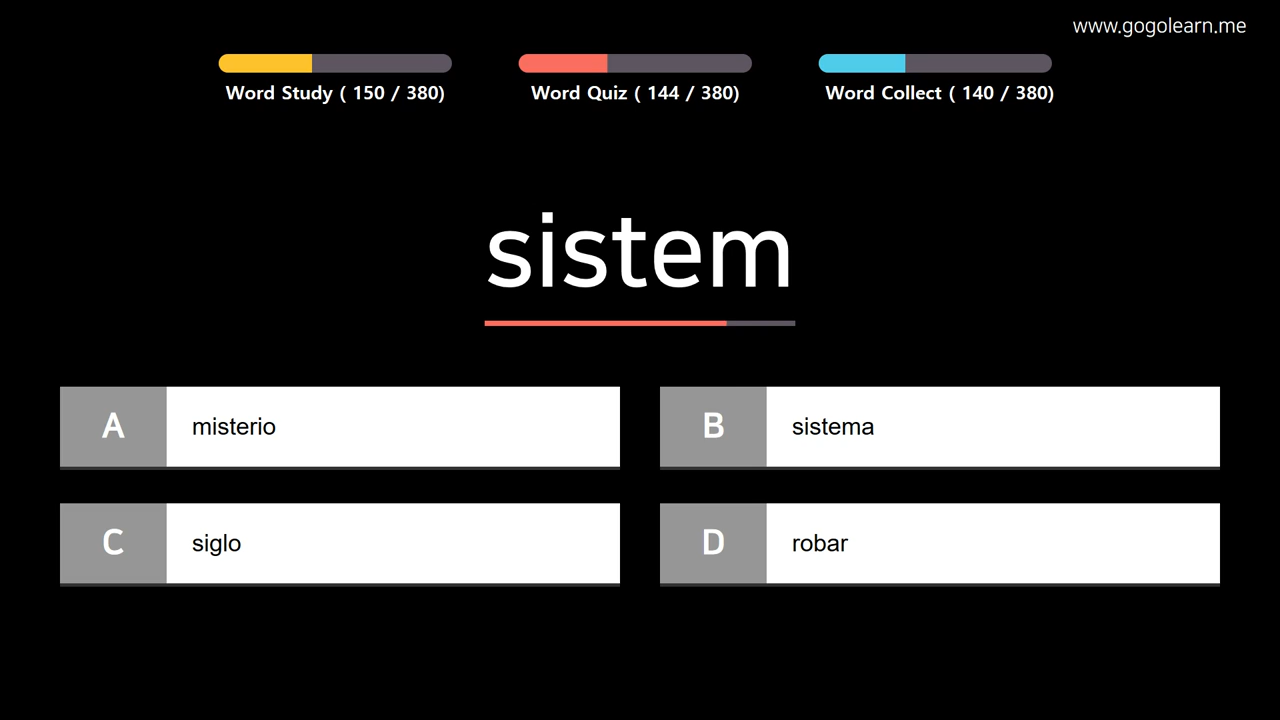 www.gogolearn.me
Word Study ( 150 / 380)
Word Quiz ( 144 / 380)
Word Collect ( 140 / 380)
sistem
A misterio
B sistema
C siglo
D robar